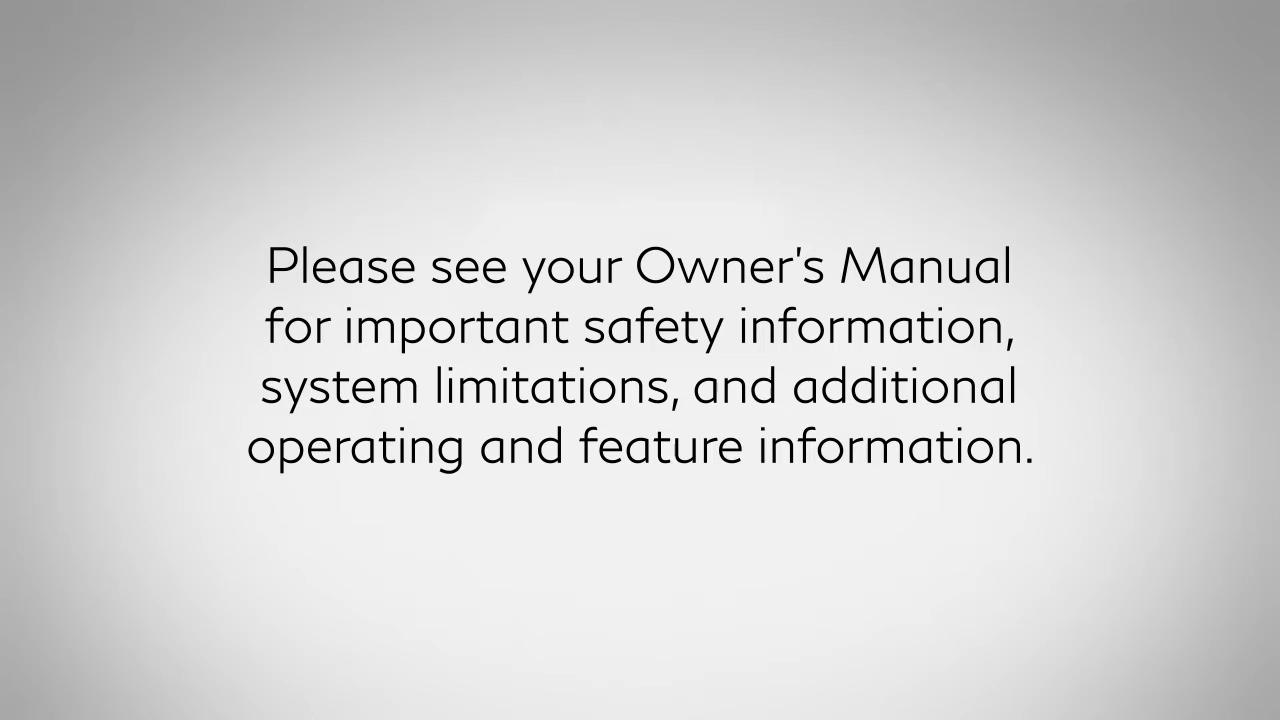 Please see your Owner's Manual
for important safety information,
system limitations, and additional
operating and feature information.